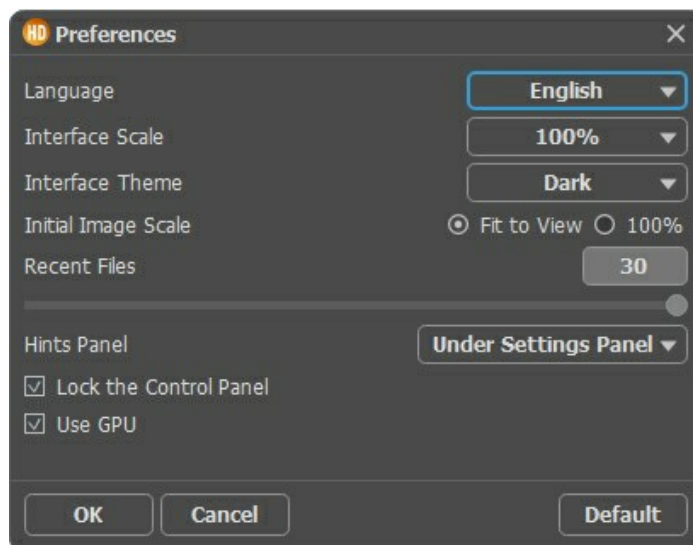 HD Preferences
Language English
Interface Scale 100%
Interface Theme Dark
Initial Image Scale Fit to View 100%
Recent Files 30
Hints Panel Under Settings Panel
Lock the Control Panel
Use GPU
OK Cancel Default